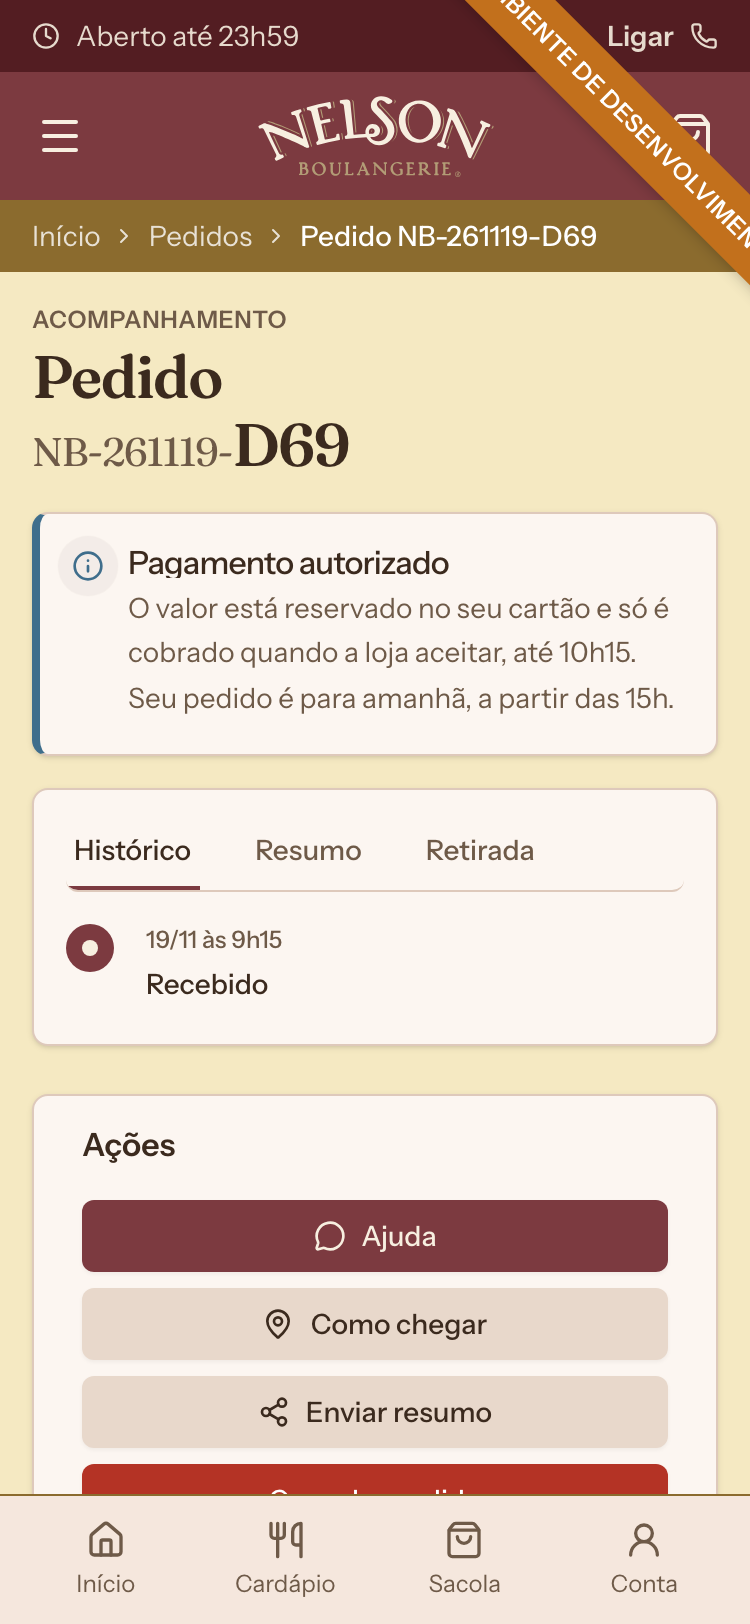 Aberto até 23h59
Ligar
NELSON
BOULANGERIE
Início > Pedidos > Pedido NB-261119-D69
ACOMPANHAMENTO
Pedido
NB-261119-D69
Pagamento autorizado
O valor está reservado no seu cartão e só é
cobrado quando a loja aceitar, até 10h15.
Seu pedido é para amanhã, a partir das 15h.
Histórico Resumo Retirada
19/11 às 9h15
Recebido
Ações
Ajuda
Como chegar
Enviar resumo
Início Cardápio Sacola Conta
DE